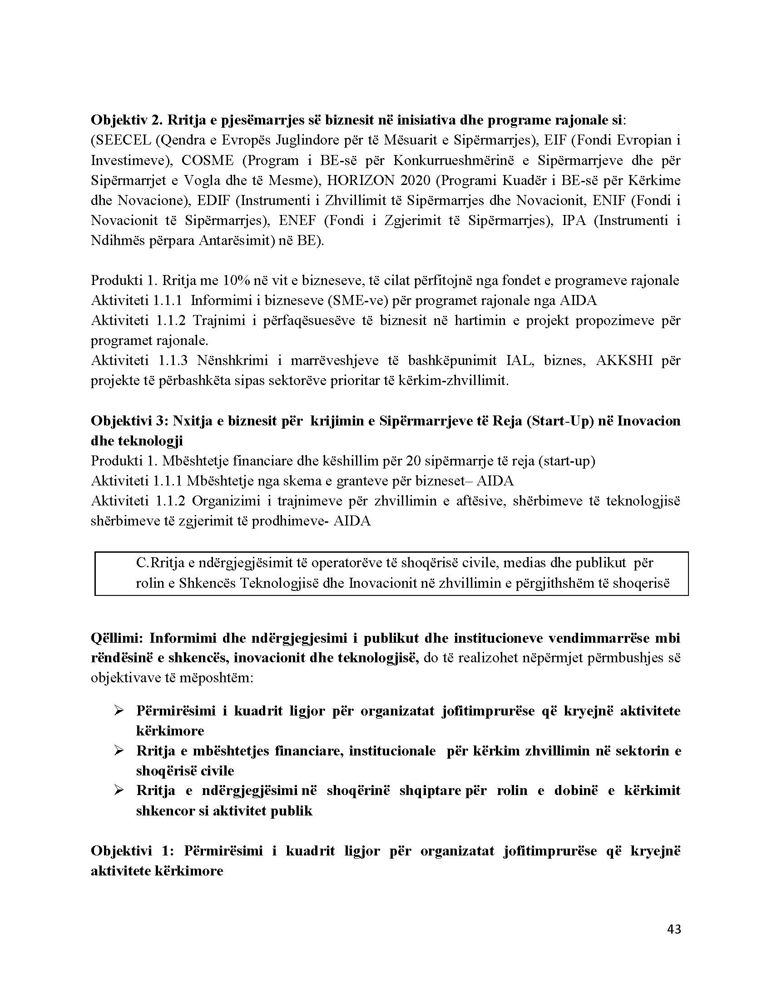 Objektiv 2. Rritja e pjesëmarrjes së biznesit në inisiativa dhe programe rajonale si:
(SEECEL (Qendra e Evropës Juglindore për të Mësuarit e Sipërmarrjes), EIF (Fondi Evropian i
Investimeve), COSME (Program i BE-së për Konkurrueshmërinë e Sipërmarrjeve dhe për
Sipërmarrjet e Vogla dhe të Mesme), HORIZON 2020 (Programi Kuadër i BE-së për Kërkime
dhe Novacione), EDIF (Instrumenti i Zhvillimit të Sipërmarrjes dhe Novacionit, ENIF (Fondi i
Novacionit të Sipërmarrjes), ENEF (Fondi i Zgjerimit të Sipërmarrjes), IPA (Instrumenti i
Ndihmës përpara Antarësimit) në BE).
Produkti 1. Rritja me 10% në vit e bizneseve, të cilat përfitojnë nga fondet e programeve rajonale
Aktiviteti 1.1.1  Informimi i bizneseve (SME-ve) për programet rajonale nga AIDA
Aktiviteti 1.1.2 Trajnimi i përfaqësuesëve të biznesit në hartimin e projekt propozimeve për
programet rajonale.
Aktiviteti 1.1.3 Nënshkrimi i marrëveshjeve të bashkëpunimit IAL, biznes, AKKSHI për
projekte të përbashkëta sipas sektorëve prioritar të kërkim-zhvillimit.
Objektivi 3: Nxitja e biznesit për  krijimin e Sipërmarrjeve të Reja (Start-Up) në Inovacion
dhe teknologji
Produkti 1. Mbështetje financiare dhe këshillim për 20 sipërmarrje të reja (start-up)
Aktiviteti 1.1.1 Mbështetje nga skema e granteve për bizneset– AIDA
Aktiviteti 1.1.2 Organizimi i trajnimeve për zhvillimin e aftësive, shërbimeve të teknologjisë
shërbimeve të zgjerimit të prodhimeve- AIDA
C.Rritja e ndërgjegjësimit të operatorëve të shoqërisë civile, medias dhe publikut  për
rolin e Shkencës Teknologjisë dhe Inovacionit në zhvillimin e përgjithshëm të shoqerisë
Qëllimi: Informimi dhe ndërgjegjesimi i publikut dhe institucioneve vendimmarrëse mbi
rëndësinë e shkencës, inovacionit dhe teknologjisë, do të realizohet nëpërmjet përmbushjes së
objektivave të mëposhtëm:
➢ Përmirësimi i kuadrit ligjor për organizatat jofitimprurëse që kryejnë aktivitete
kërkimore
➢ Rritja e mbështetjes financiare, institucionale  për kërkim zhvillimin në sektorin e
shoqërisë civile
➢ Rritja e ndërgjegjësimi në shoqërinë shqiptare për rolin e dobinë e kërkimit
shkencor si aktivitet publik
Objektivi 1: Përmirësimi i kuadrit ligjor për organizatat jofitimprurëse që kryejnë
aktivitete kërkimore
43